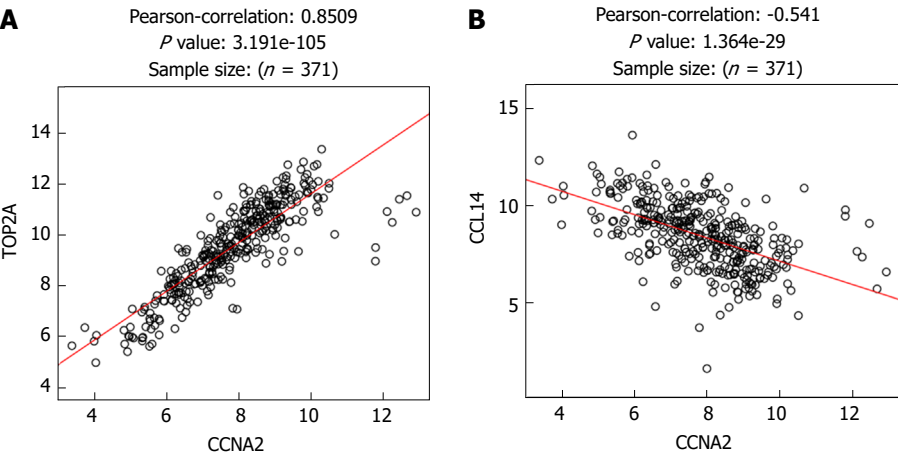 A
Pearson-correlation: 0.8509
P value: 3.191e-105
Sample size: (n = 371)
14
12
10
8
6
4
TOP2A
4 6 8 10 12
CCNA2
B
Pearson-correlation: -0.541
P value: 1.364e-29
Sample size: (n = 371)
15
10
5
CCL14
4 6 8 10 12
CCNA2